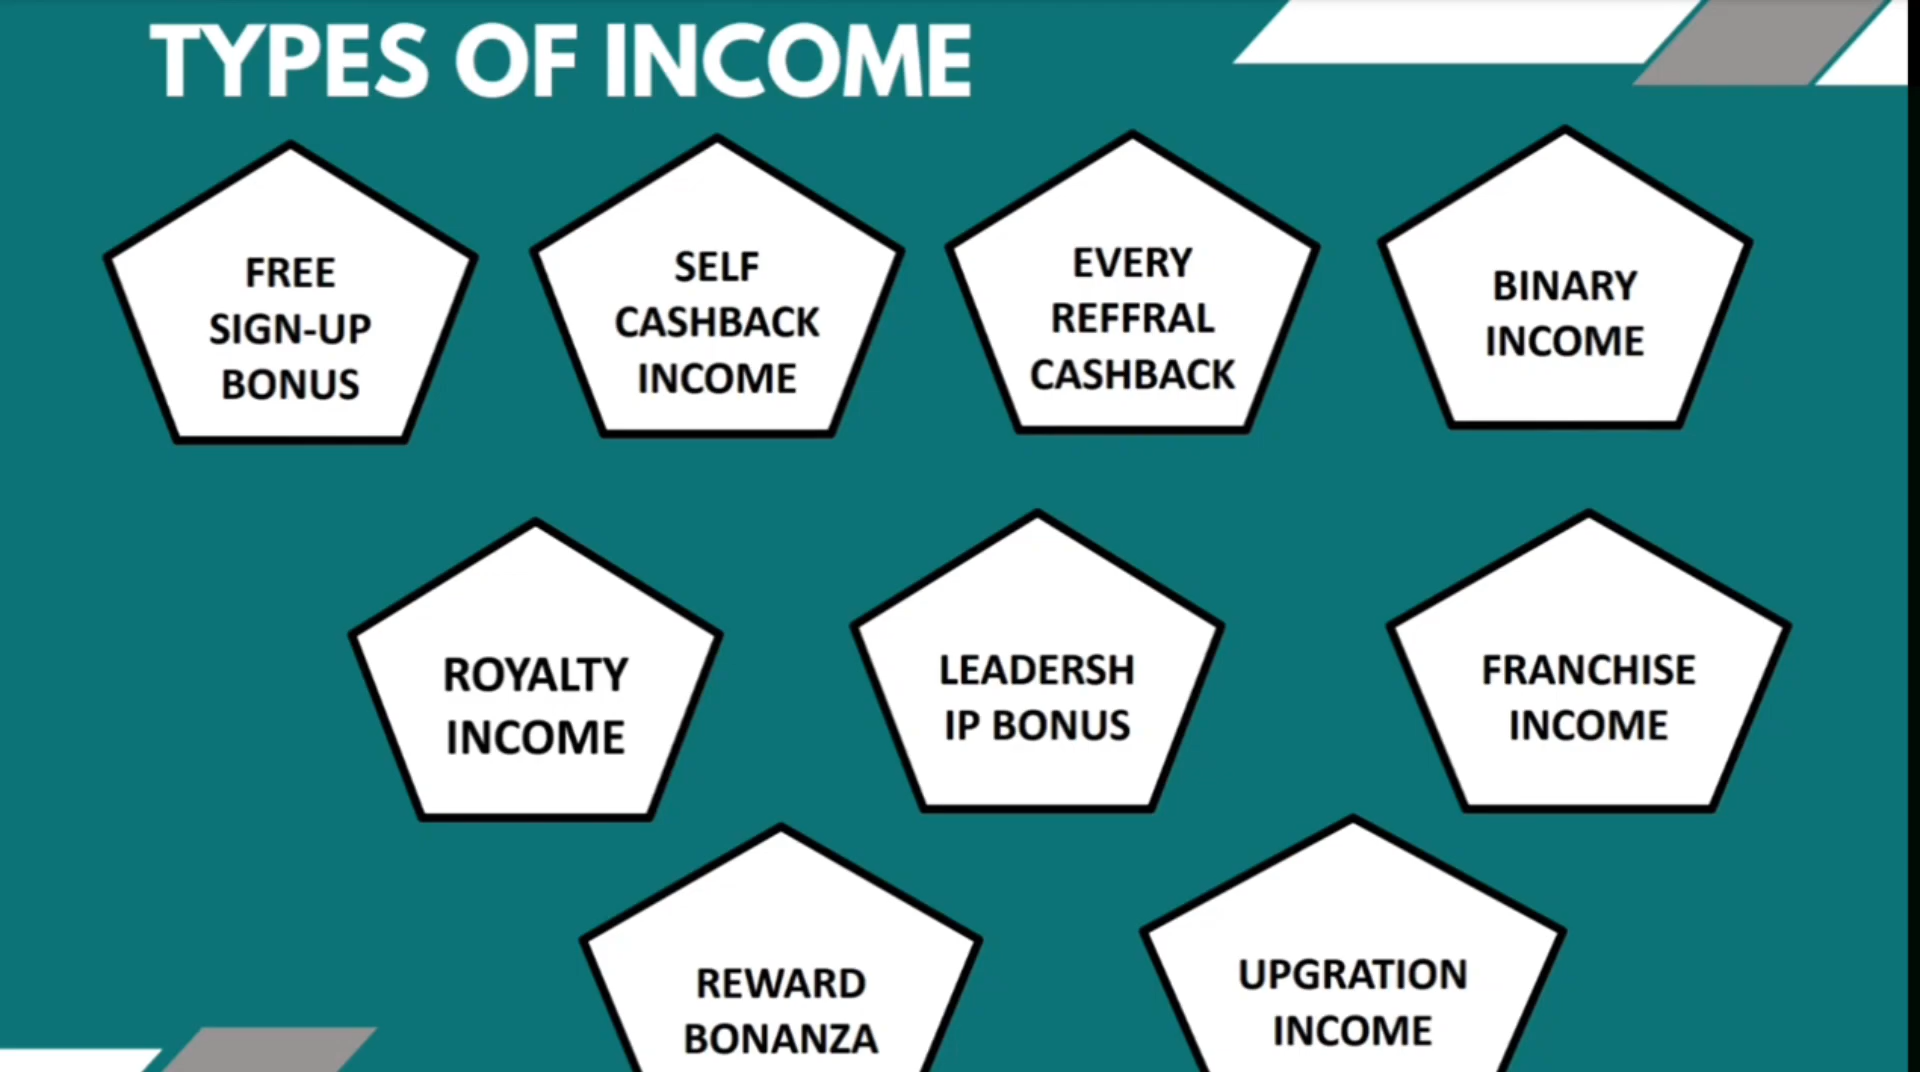 TYPES OF INCOME
FREE
SIGN-UP
BONUS
SELF
CASHBACK
INCOME
EVERY
REFFRAL
CASHBACK
BINARY
INCOME
ROYALTY
INCOME
LEADERSH
IP BONUS
FRANCHISE
INCOME
REWARD
BONANZA
UPGRATION
INCOME